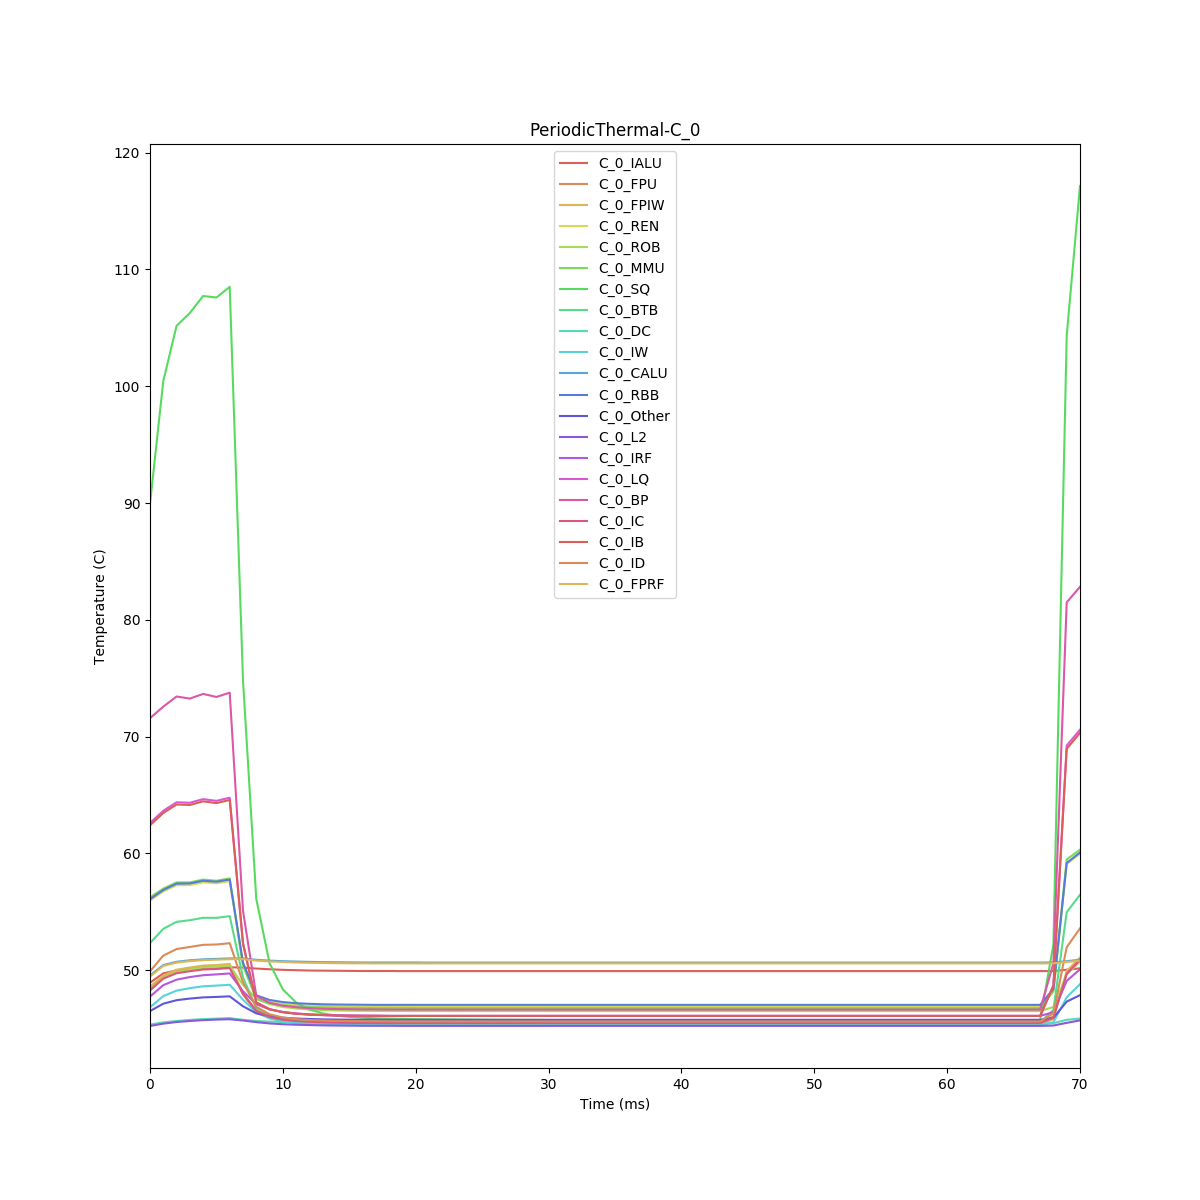 PeriodicThermal-C_0
120
110
100
90
80
70
60
50
Temperature (C)
C_0_IALU
C_0_FPU
C_0_FPIW
C_0_REN
C_0_ROB
C_0_MMU
C_0_SQ
C_0_BTB
C_0_DC
C_0_IW
C_0_CALU
C_0_RBB
C_0_Other
C_0_L2
C_0_IRF
C_0_LQ
C_0_BP
C_0_IC
C_0_IB
C_0_ID
C_0_FPRF
0 10 20 30 40 50 60 70
Time (ms)